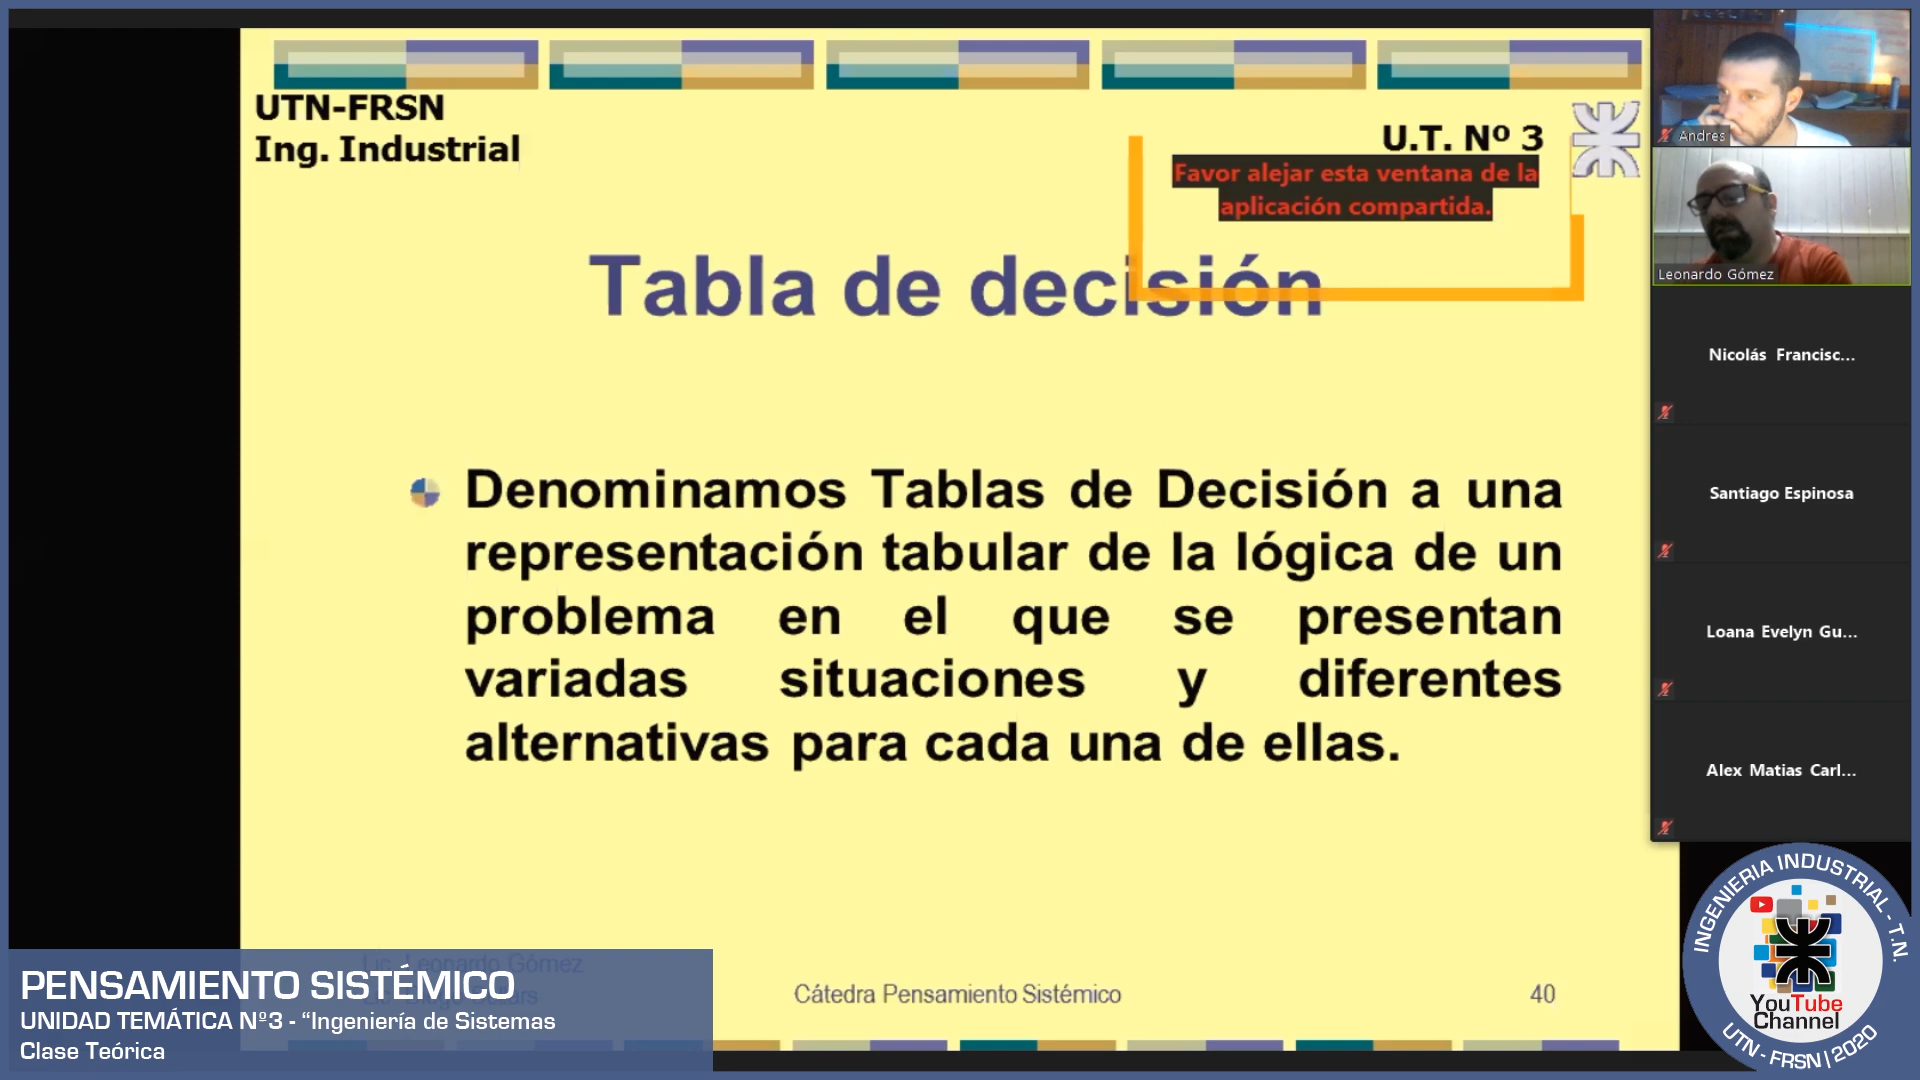 UTN-FRSN
Ing. Industrial
U.T. Nº 3
Favor alejar esta ventana de la
aplicación compartida.
Tabla de decisión
Denominamos Tablas de Decisión a una
representación tabular de la lógica de un
problema en el que se presentan
variadas situaciones y diferentes
alternativas para cada una de ellas.
Leonardo Gómez
Cátedra Pensamiento Sistémico
40
PENSAMIENTO SISTÉMICO
UNIDAD TEMÁTICA Nº3 - “Ingeniería de Sistemas
Clase Teórica
Andres
Leonardo Gómez
Nicolás Francisc...
Santiago Espinosa
Loana Evelyn Gu...
Alex Matias Carl...
INGENIERIA INDUSTRIAL - T.N.
YouTube
Channel
UTN - FRSN | 2020